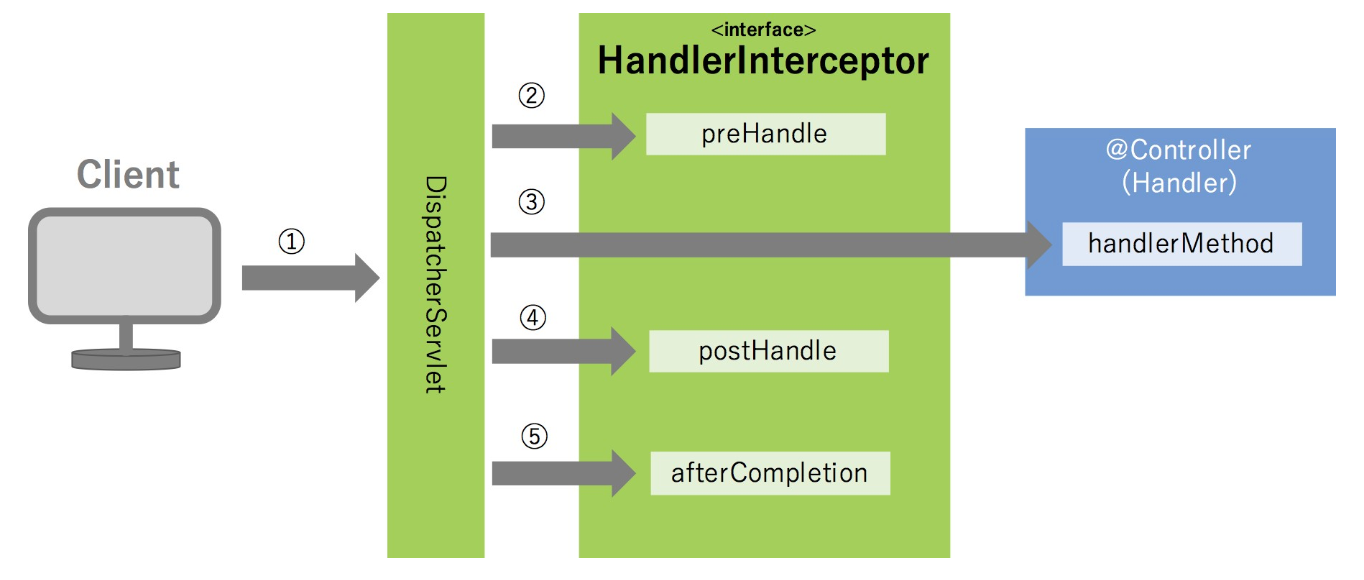 Client
①
DispatcherServlet
<interface>
HandlerInterceptor
②
preHandle
③
@Controller
(Handler)
handlerMethod
④
postHandle
⑤
afterCompletion